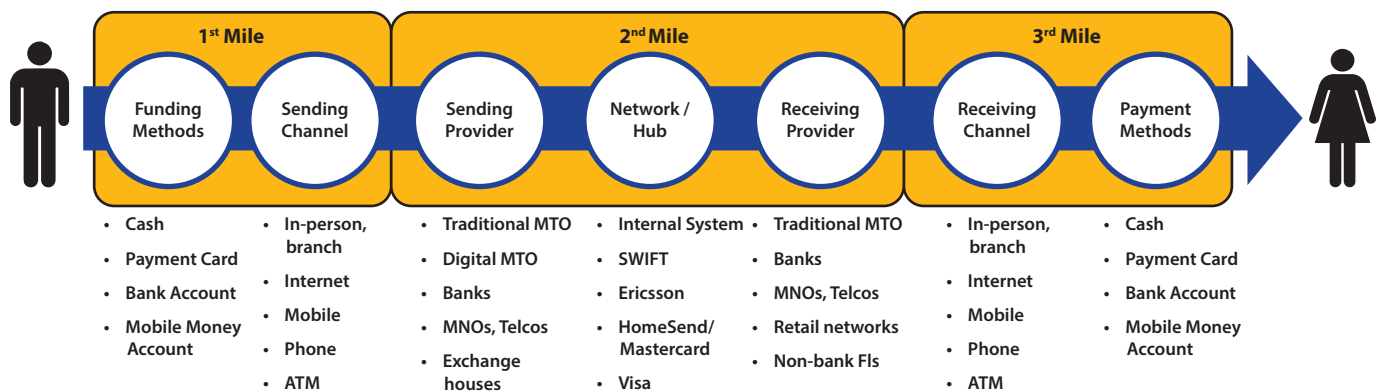 1st Mile
2nd Mile
3rd Mile
Funding
Methods
Sending
Channel
Sending
Provider
Network /
Hub
Receiving
Provider
Receiving
Channel
Payment
Methods
• Cash
• Payment Card
• Bank Account
• Mobile Money
Account
• In-person,
branch
• Internet
• Mobile
• Phone
• ATM
• Traditional MTO
• Digital MTO
• Banks
• MNOs, Telcos
• Exchange
houses
• Internal System
• SWIFT
• Ericsson
• HomeSend/
Mastercard
• Visa
• Traditional MTO
• Banks
• MNOs, Telcos
• Retail networks
• Non-bank FIs
• In-person,
branch
• Internet
• Mobile
• Phone
• ATM
• Cash
• Payment Card
• Bank Account
• Mobile Money
Account